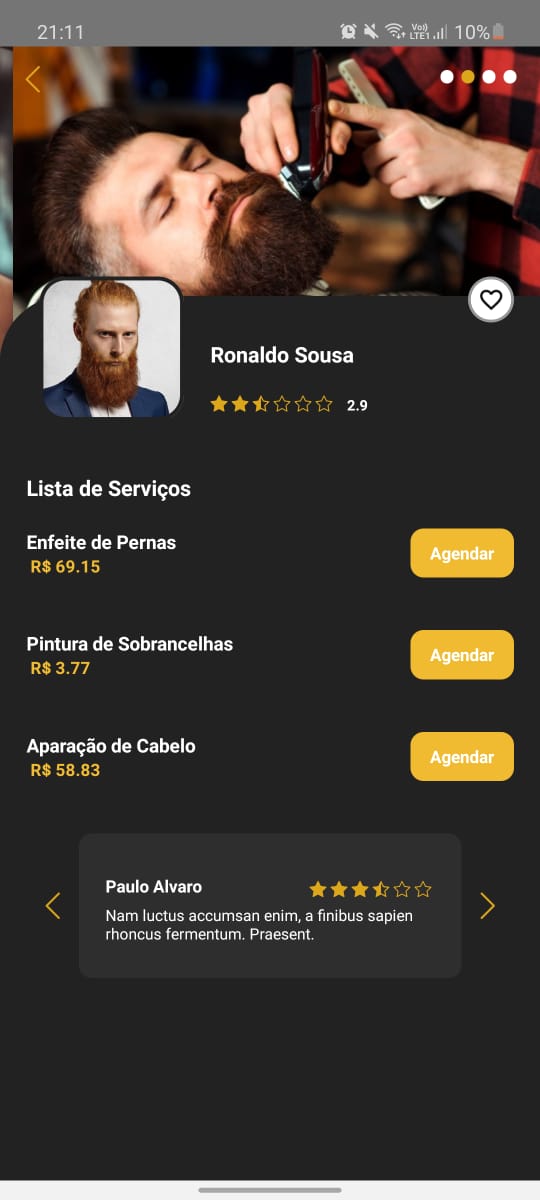 21:11
Vo)) LTE1 10%
Ronaldo Sousa
2.9
Lista de Serviços
Enfeite de Pernas
R$ 69.15
Agendar
Pintura de Sobrancelhas
R$ 3.77
Agendar
Aparação de Cabelo
R$ 58.83
Agendar
Paulo Alvaro
Nam luctus accumsan enim, a finibus sapien
rhoncus fermentum. Praesent.